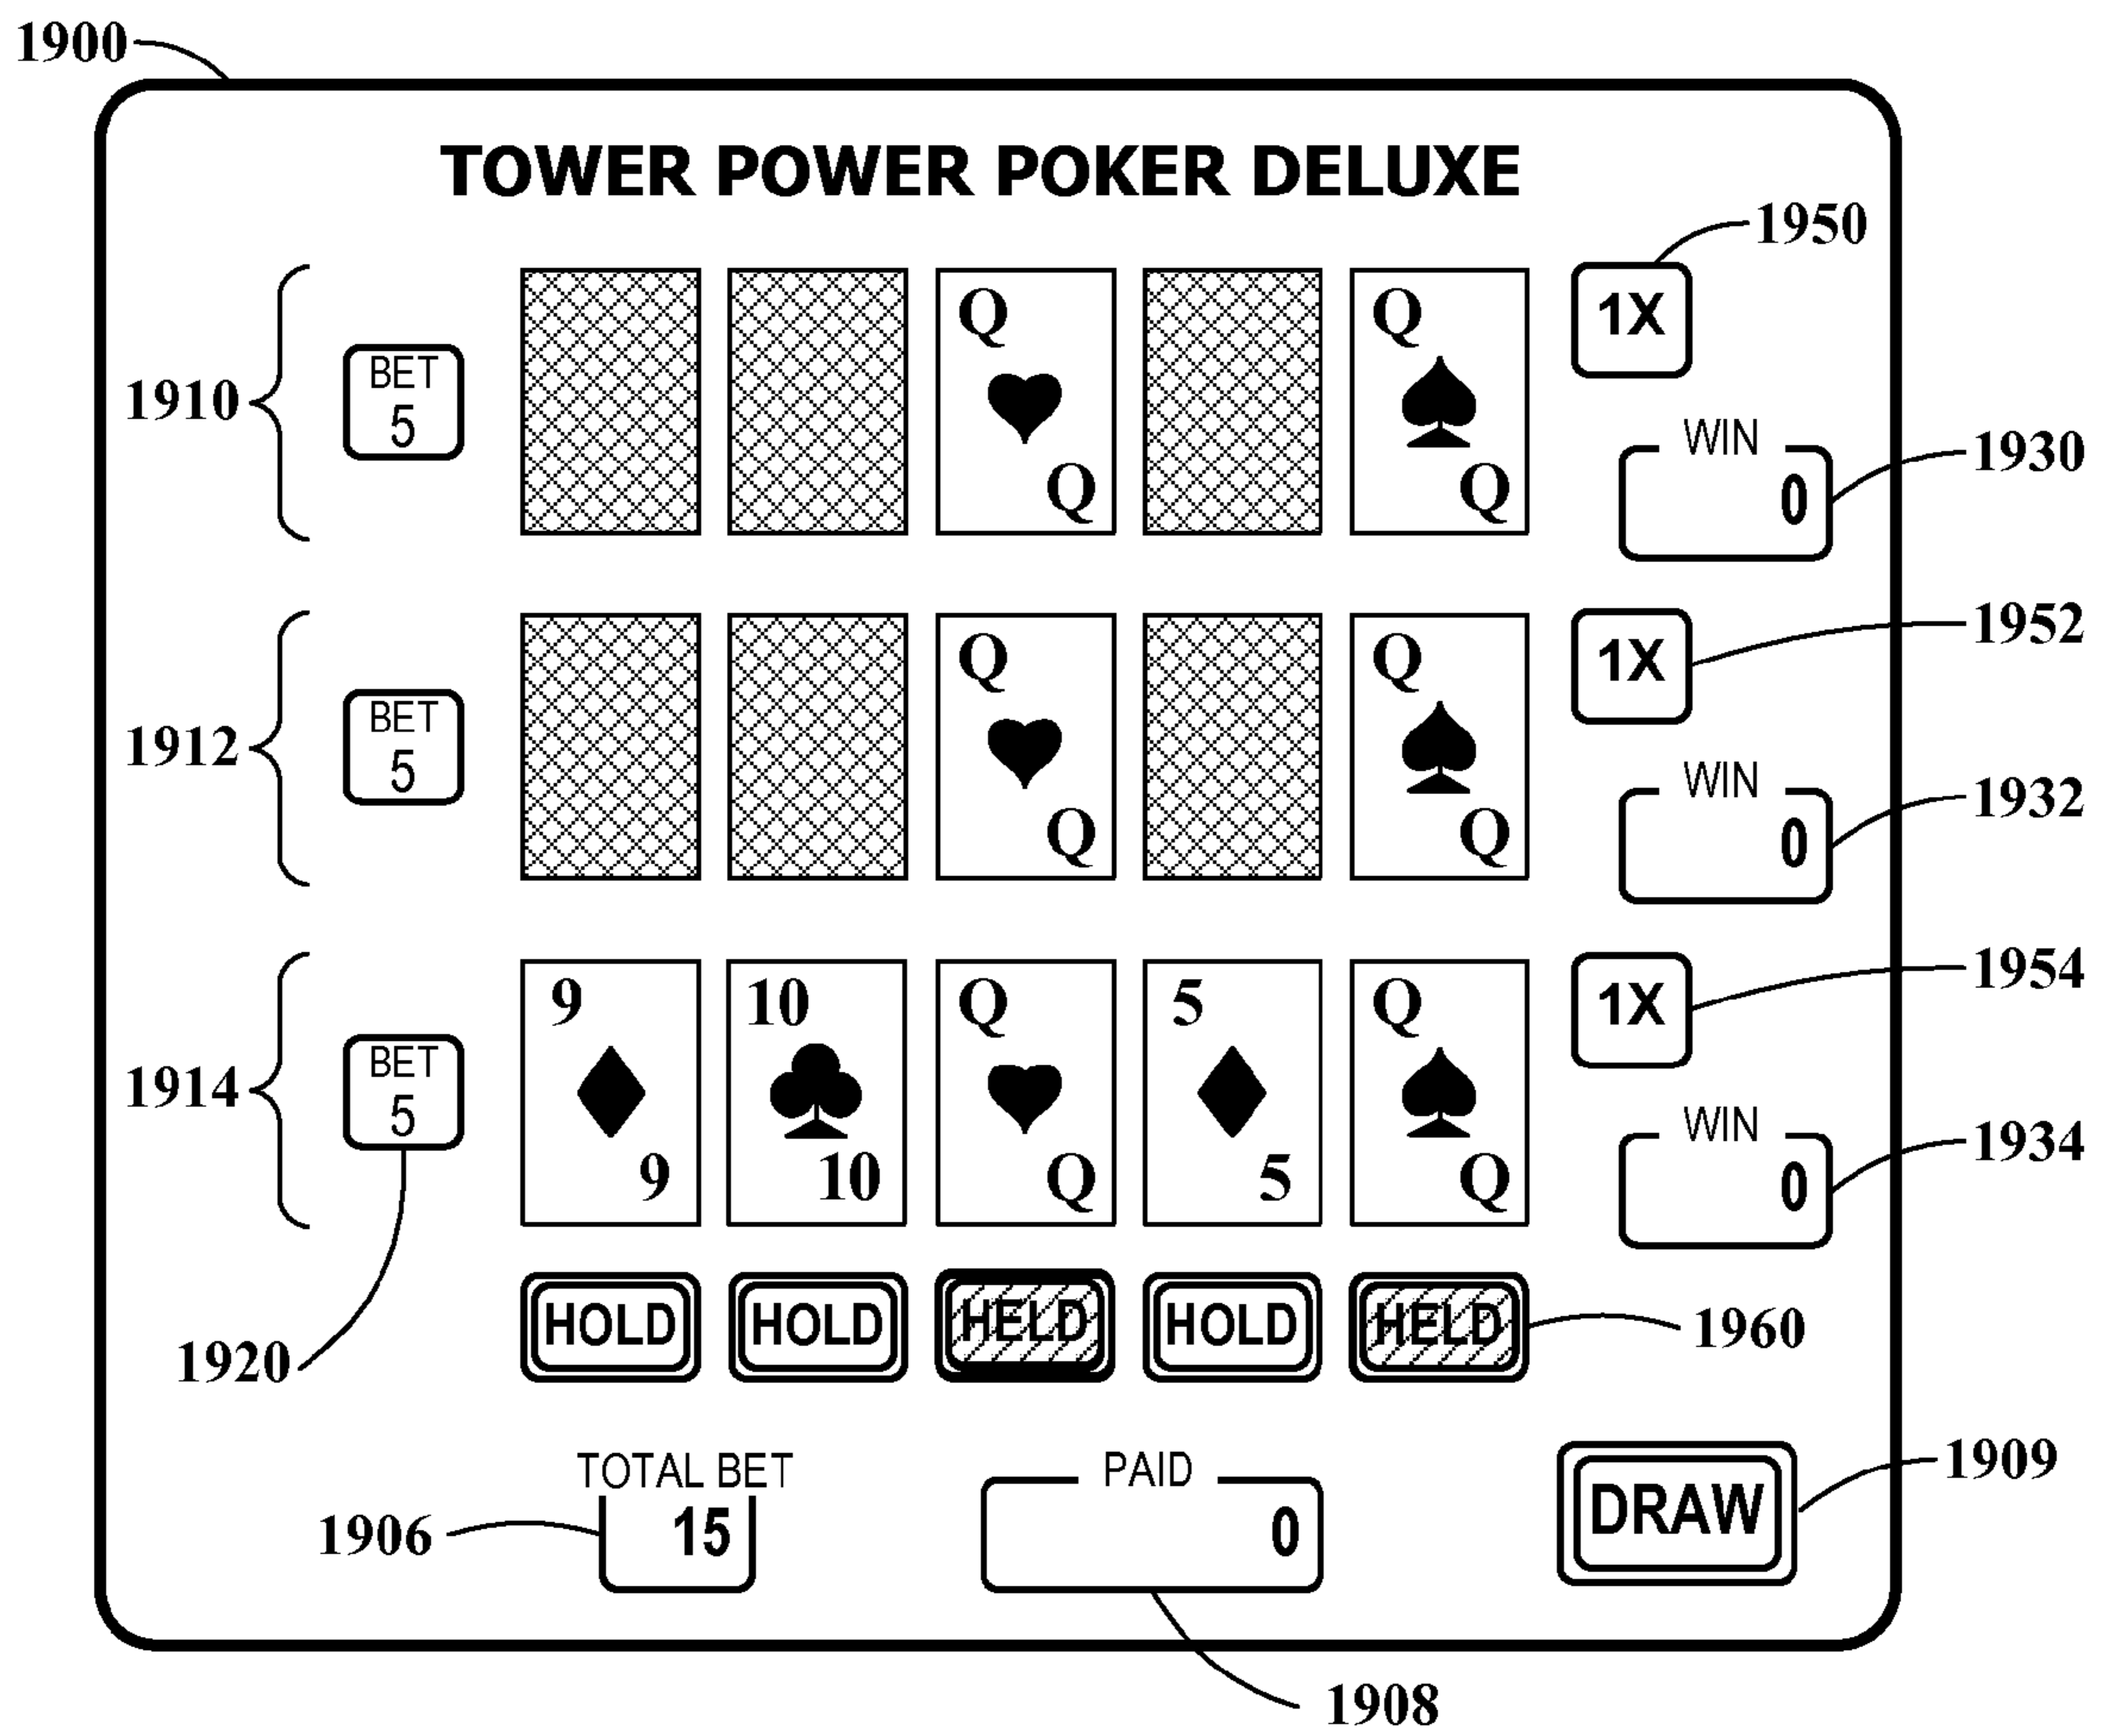 1900
TOWER POWER POKER DELUXE
1950
Q Q 1X
BET
1910
5
WIN
1930
Q Q 0
1952
Q Q 1X
BET
1912
5
WIN
1932
Q Q 0
1954
9 10 Q 5 Q 1X
BET
1914
5
WIN
1934
9 10 Q 5 Q 0
HOLD HOLD HELD HOLD HELD 1960
1920
TOTAL BET PAID
1909
1906 15 0 DRAW
1908